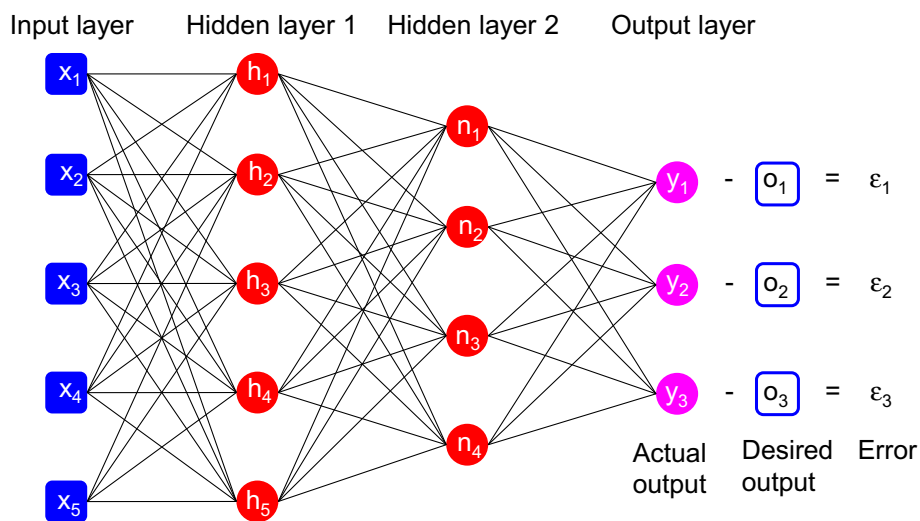 Input layer Hidden layer 1 Hidden layer 2 Output layer
x₁ h₁
n₁
x₂ h₂ y₁ - o₁ = ε₁
n₂
x₃ h₃ y₂ - o₂ = ε₂
n₃
x₄ h₄ y₃ - o₃ = ε₃
n₄
Actual output
Desired output
Error
x₅ h₅